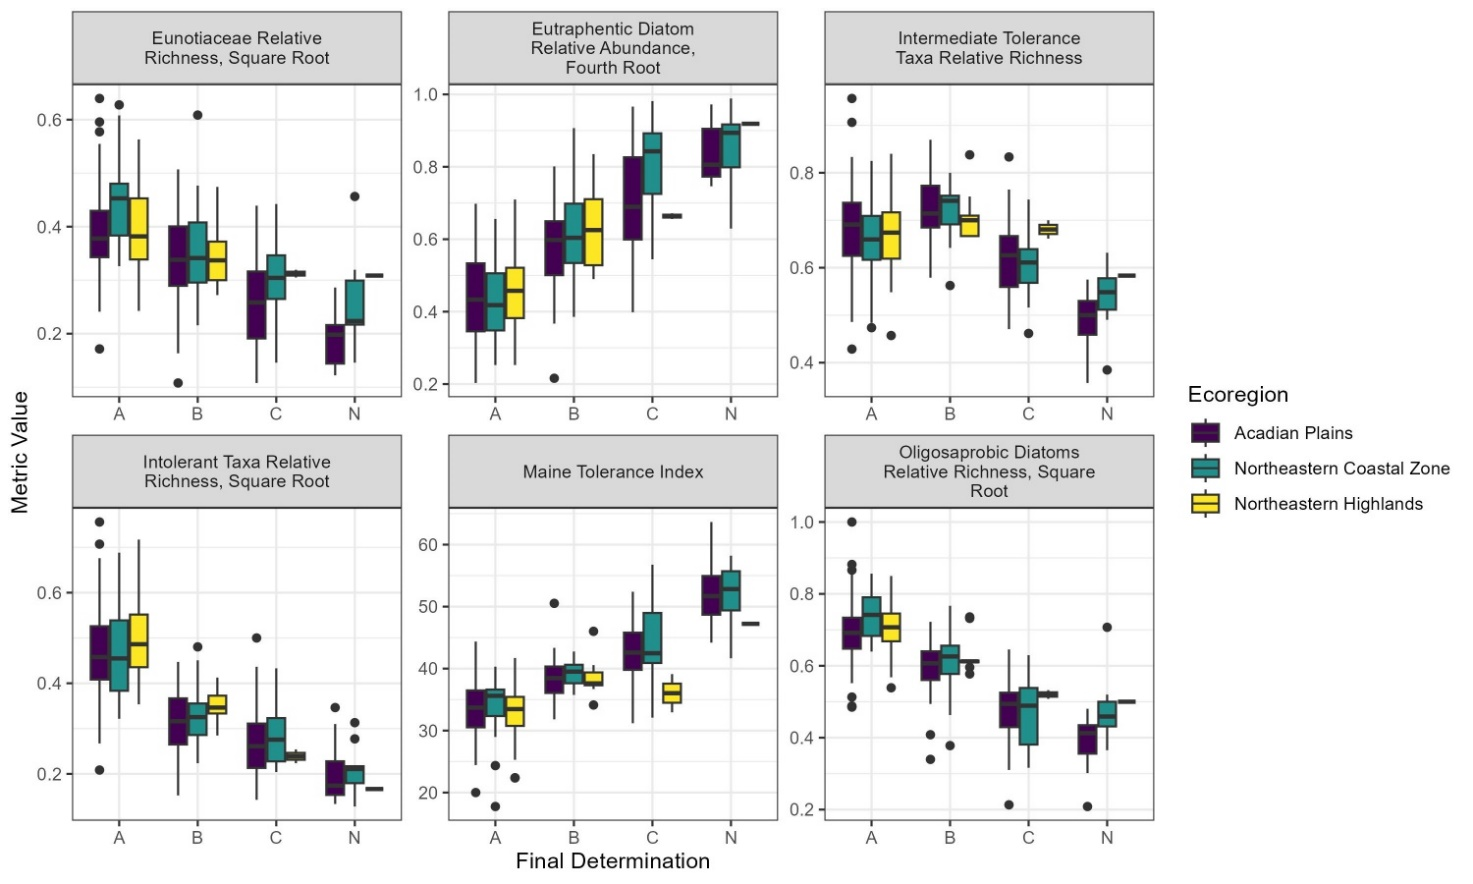 Eunotiaceae Relative
Richness, Square Root
Eutraphentic Diatom
Relative Abundance,
Fourth Root
Intermediate Tolerance
Taxa Relative Richness
0.6
0.4
0.2
A B C N
1.0
0.8
0.6
0.4
0.2
A B C N
0.8
0.6
0.4
A B C N
Metric Value
Intolerant Taxa Relative
Richness, Square Root
Maine Tolerance Index
Oligosaprobic Diatoms
Relative Richness, Square
Root
0.6
0.4
0.2
A B C N
60
50
40
30
20
A B C N
1.0
0.8
0.6
0.4
0.2
A B C N
Final Determination
Ecoregion
Acadian Plains
Northeastern Coastal Zone
Northeastern Highlands